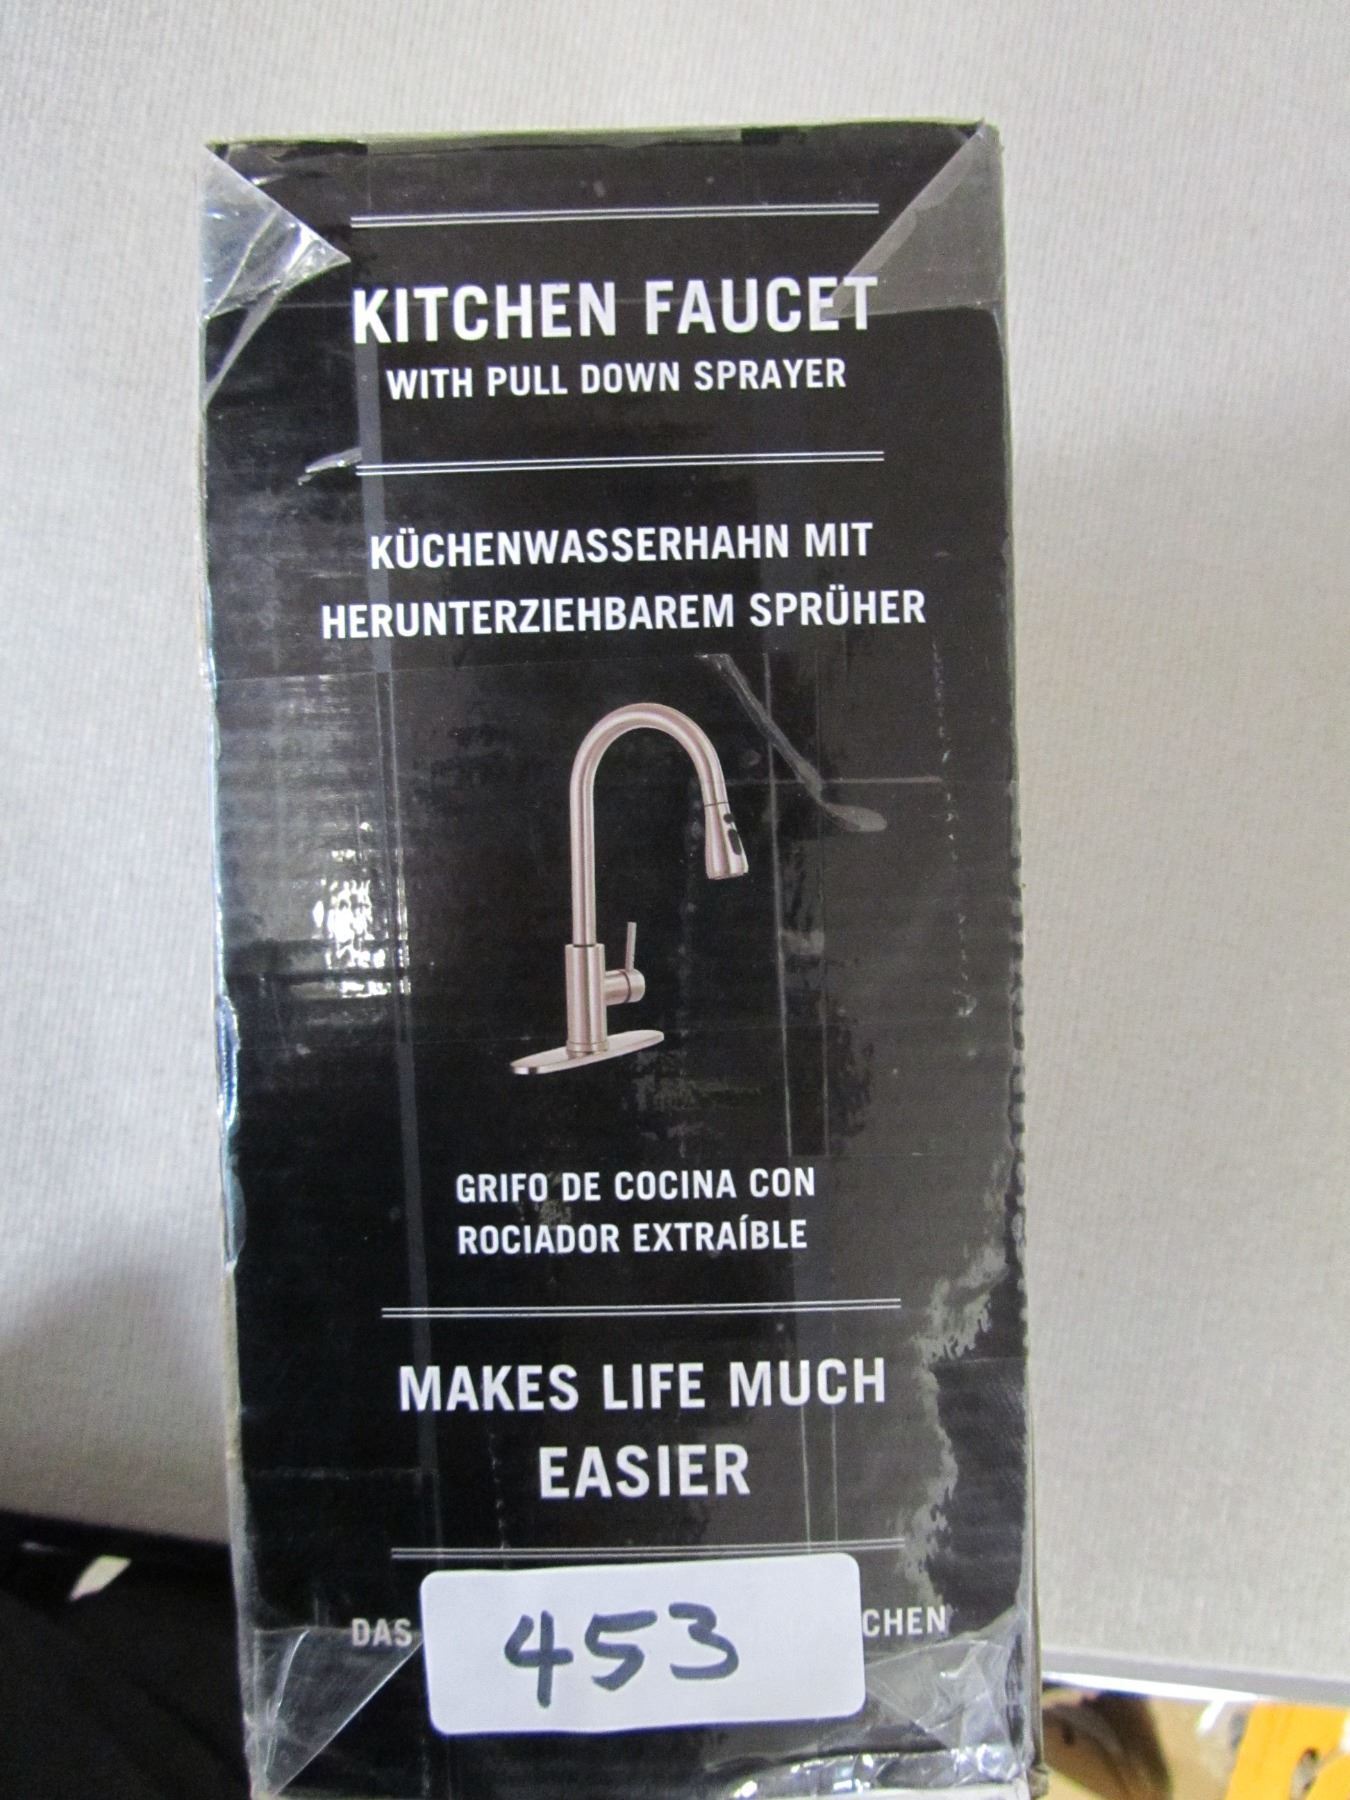 KITCHEN FAUCET
WITH PULL DOWN SPRAYER
KÜCHENWASSERHAHN MIT
HERUNTERZIEHBAREM SPRÜHER
GRIFO DE COCINA CON
ROCIADOR EXTRAÍBLE
MAKES LIFE MUCH
EASIER
DAS CHEN
453